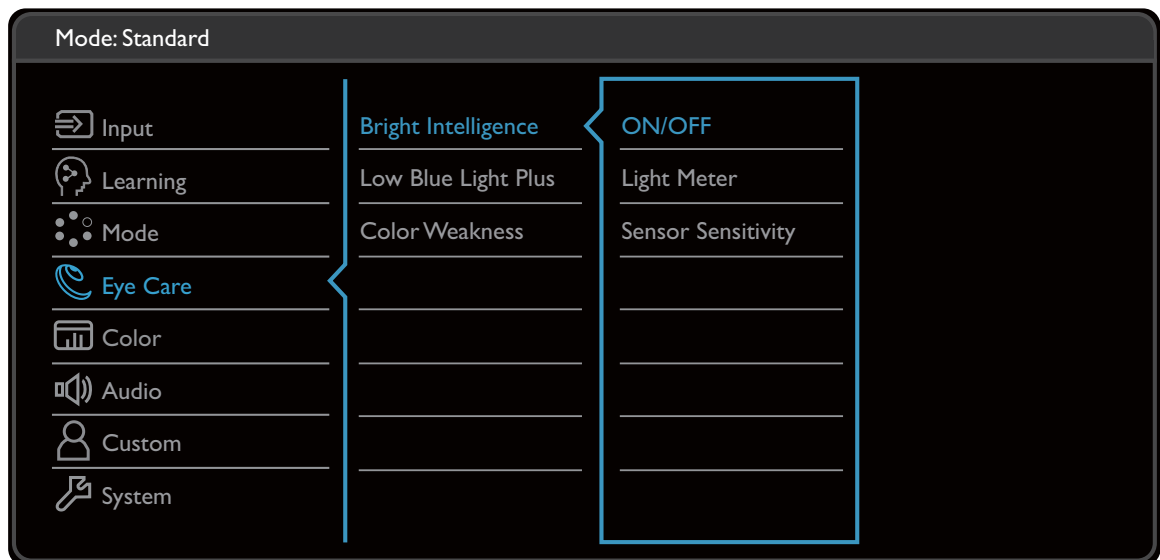 Mode: Standard
Input
Learning
Mode
Eye Care
Color
Audio
Custom
System
Bright Intelligence
Low Blue Light Plus
Color Weakness
ON/OFF
Light Meter
Sensor Sensitivity